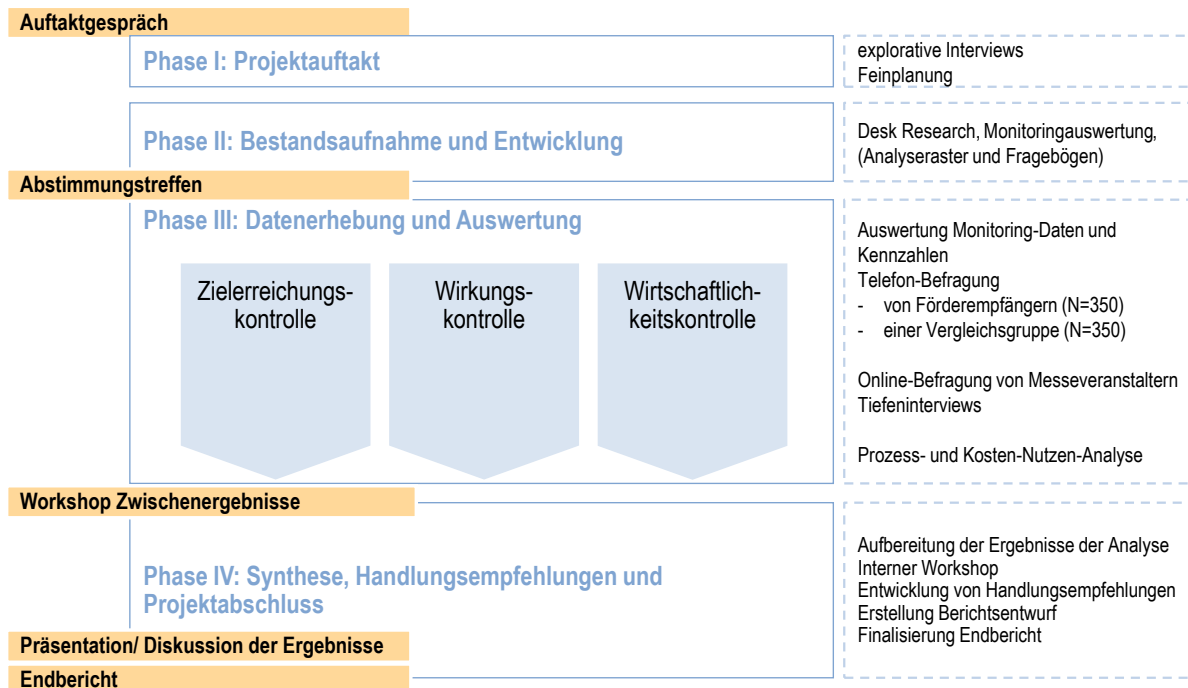 Auftaktgespräch
Phase I: Projektauftakt
explorative Interviews
Feinplanung
Phase II: Bestandsaufnahme und Entwicklung
Desk Research, Monitoringauswertung,
(Analyseraster und Fragebögen)
Abstimmungstreffen
Phase III: Datenerhebung und Auswertung
Zielerreichungs-
kontrolle
Wirkungs-
kontrolle
Wirtschaftlich-
keitskontrolle
Auswertung Monitoring-Daten und
Kennzahlen
Telefon-Befragung
- von Förderempfängern (N=350)
- einer Vergleichsgruppe (N=350)
Online-Befragung von Messeveranstaltern
Tiefeninterviews
Prozess- und Kosten-Nutzen-Analyse
Workshop Zwischenergebnisse
Phase IV: Synthese, Handlungsempfehlungen und
Projektabschluss
Aufbereitung der Ergebnisse der Analyse
Interner Workshop
Entwicklung von Handlungsempfehlungen
Erstellung Berichtsentwurf
Finalisierung Endbericht
Präsentation/ Diskussion der Ergebnisse
Endbericht